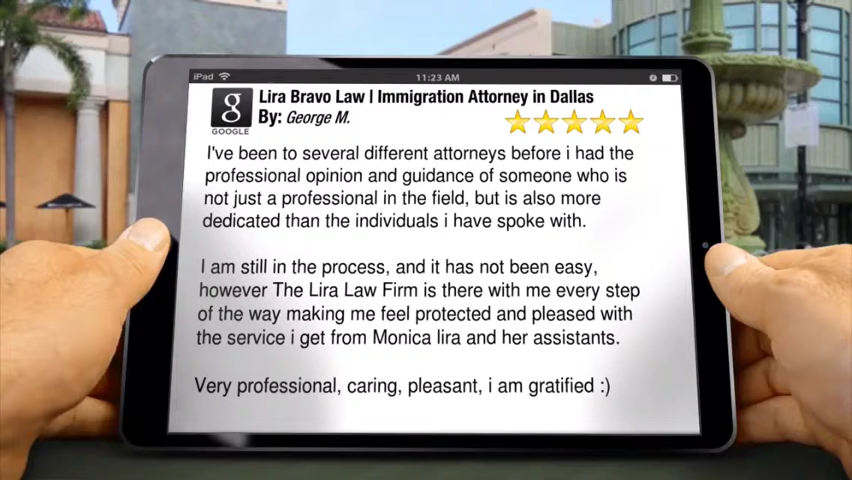 iPad 11:23 AM
g
GOOGLE
Lira Bravo Law | Immigration Attorney in Dallas
By: George M.
I've been to several different attorneys before i had the
professional opinion and guidance of someone who is
not just a professional in the field, but is also more
dedicated than the individuals i have spoke with.
I am still in the process, and it has not been easy,
however The Lira Law Firm is there with me every step
of the way making me feel protected and pleased with
the service i get from Monica lira and her assistants.
Very professional, caring, pleasant, i am gratified :)